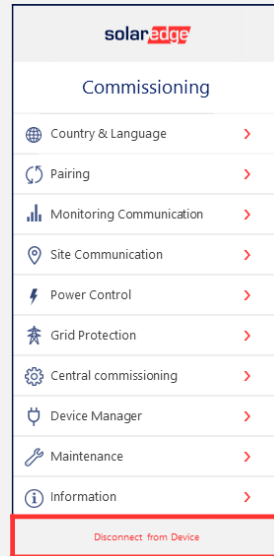 solaredge
Commissioning
Country & Language
Pairing
Monitoring Communication
Site Communication
Power Control
Grid Protection
Central commissioning
Device Manager
Maintenance
Information
Disconnect from Device